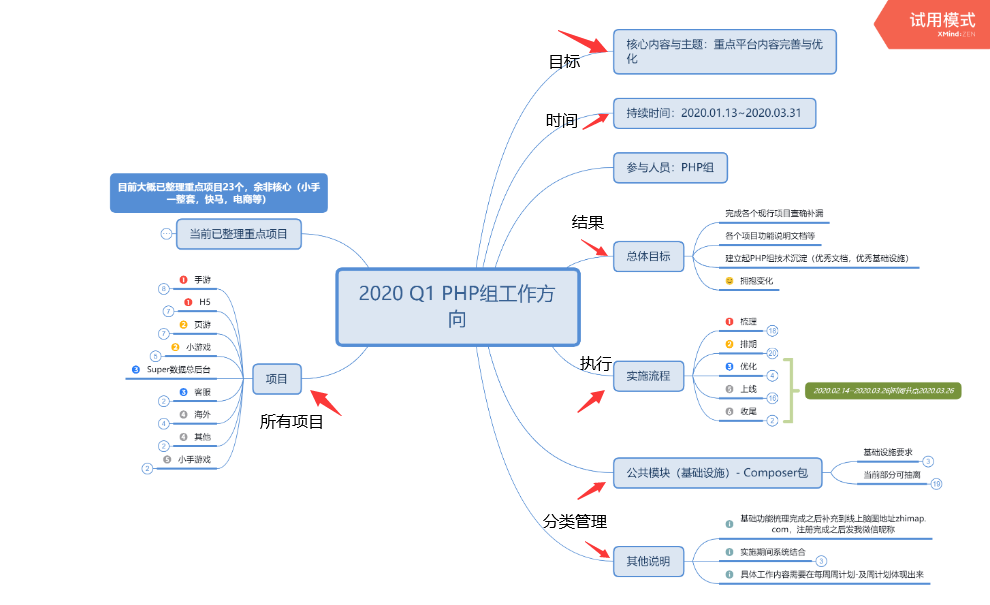 试用模式
XMind:ZEN
目标
核心内容与主题：重点平台内容完善与优
化
时间
持续时间：2020.01.13~2020.03.31
参与人员：PHP组
目前大概已整理重点项目23个，余非核心（小手
一整套，快马，电商等）
当前已整理重点项目
2020 Q1 PHP组工作方
向
结果
总体目标
完成各个现行项目查确补漏
各个项目功能说明文档等
建立起PHP组技术沉淀（优秀文档，优秀基础设施）
拥抱变化
项目
所有项目
1 手游
8
1 H5
7
2 页游
7
2 小游戏
5
3 Super数据总后台
3 客服
2
4 海外
4
4 其他
2
5 小手游戏
2
执行
实施流程
1 梳理
18
2 排期
20
3 优化
4
5 上线
16
6 收尾
2
2020.02.14 - 2020.03.26|时间节点2020.03.26
公共模块（基础设施）- Composer包
基础设施要求
3
当前部分可抽离
19
分类管理
其他说明
基础功能梳理完成之后补充到线上脑图地址zhimap.
com，注册完成之后发我微信昵称
实施期间系统结合
3
具体工作内容需要在每周周计划-及周计划体现出来